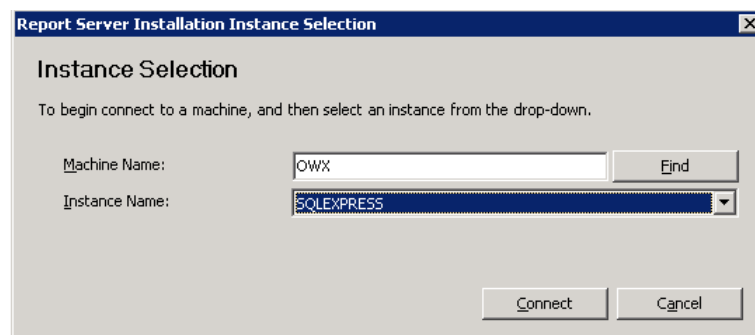 Report Server Installation Instance Selection
Instance Selection
To begin connect to a machine, and then select an instance from the drop-down.
Machine Name: OWX Find
Instance Name: SQLEXPRESS
Connect Cancel